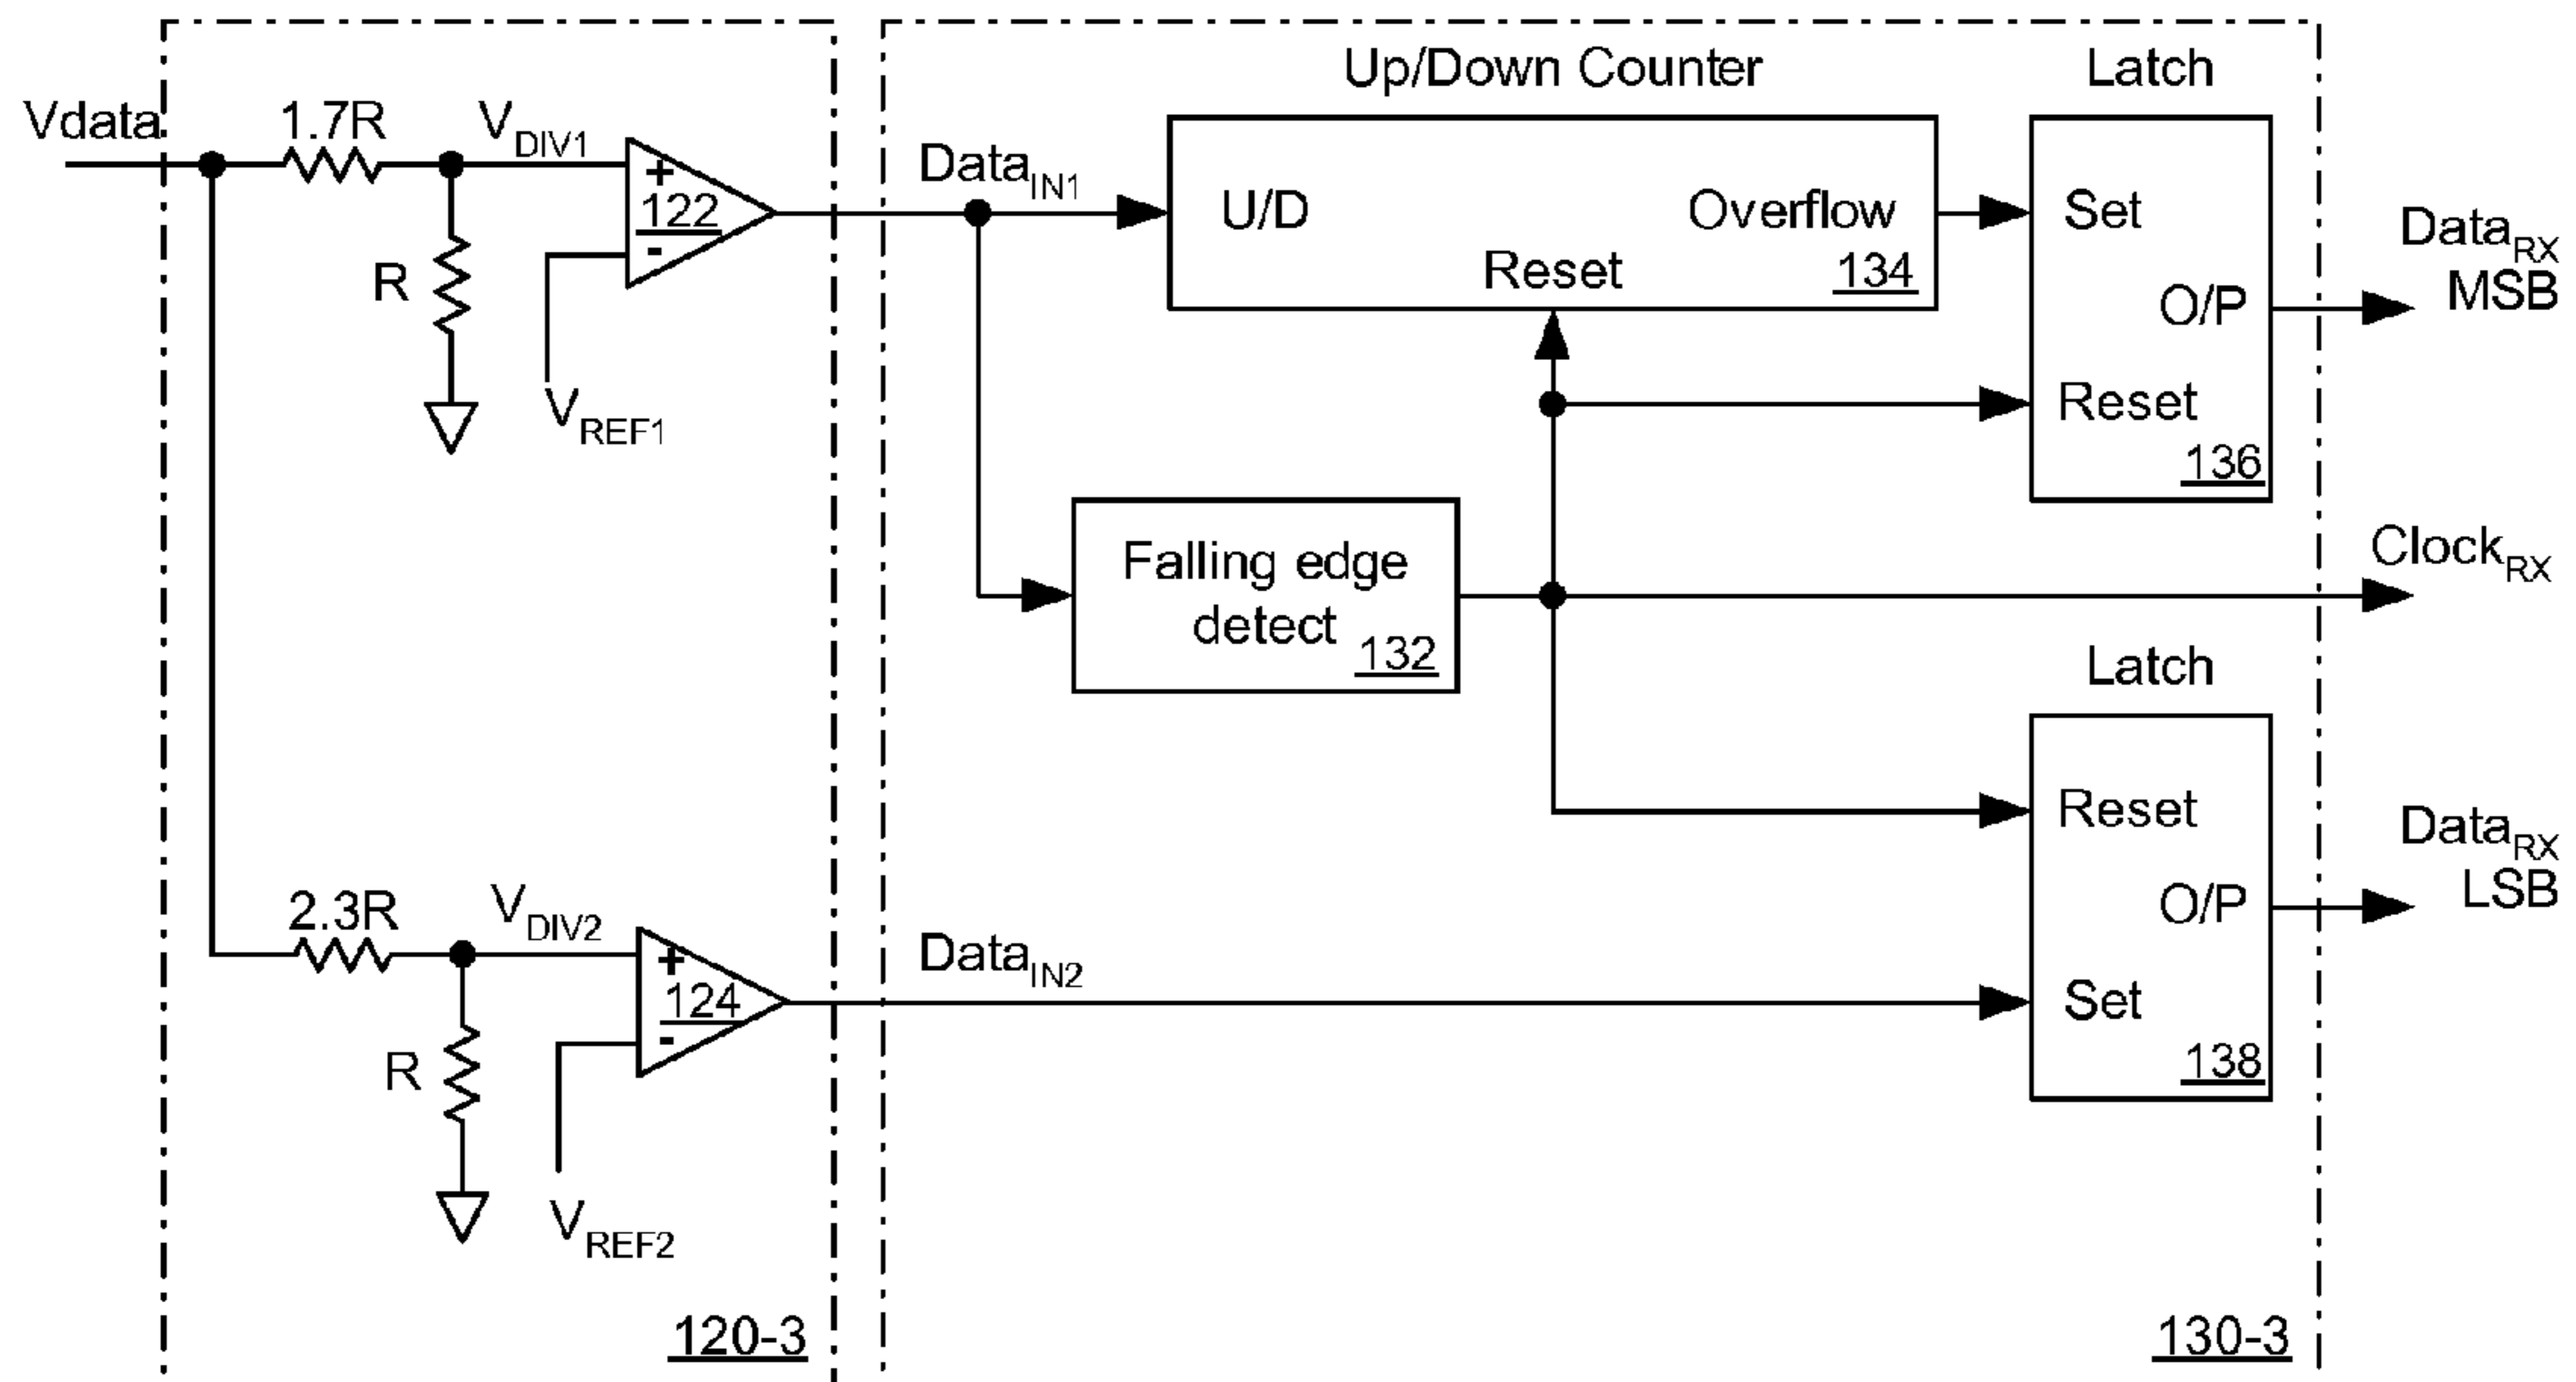 Up/Down Counter
Latch
Vdata
1.7R
VDIV1
+
122
-
R
VREF1
DataIN1
U/D
Overflow
Reset
134
Set
O/P
Reset
136
DataRX
MSB
Falling edge
detect
132
ClockRX
Latch
Reset
O/P
Set
138
DataRX
LSB
2.3R
VDIV2
+
124
-
R
VREF2
DataIN2
120-3
130-3